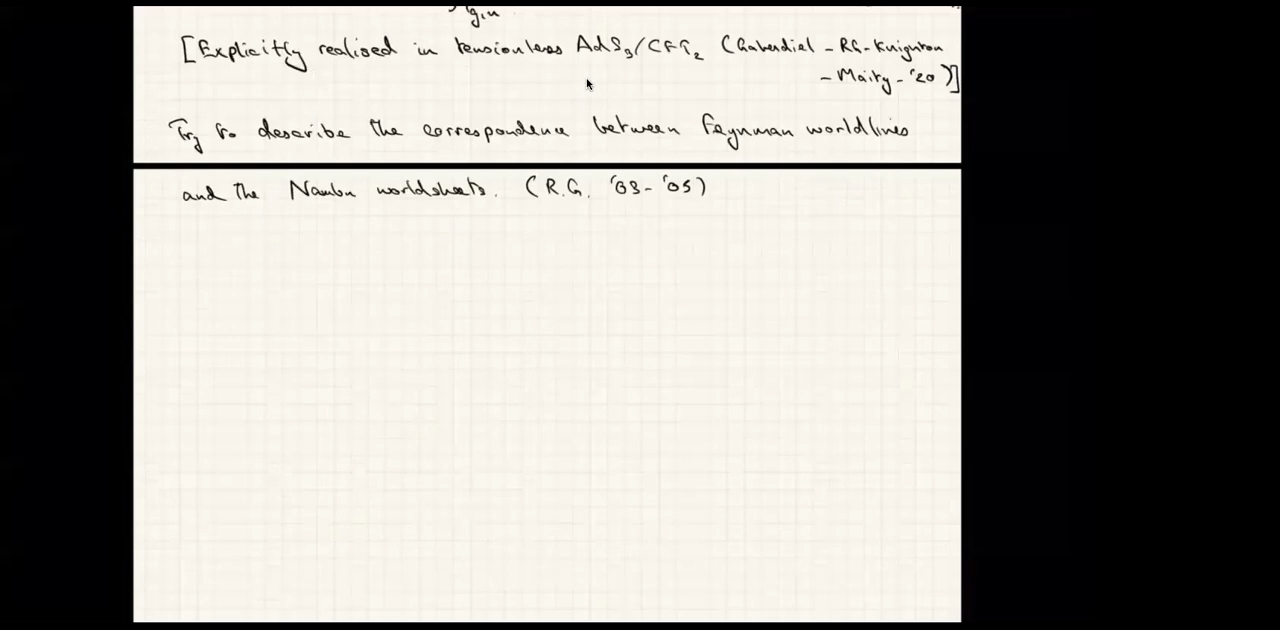 g,n
[Explicitly realised in tensionless AdS3/CFT2 (Gaberdiel - RG - Knighton
- Maity - '20)]
Try to describe the correspondence between Feynman worldlines
and the Nambu worldsheets. (R.G. '03-'05)